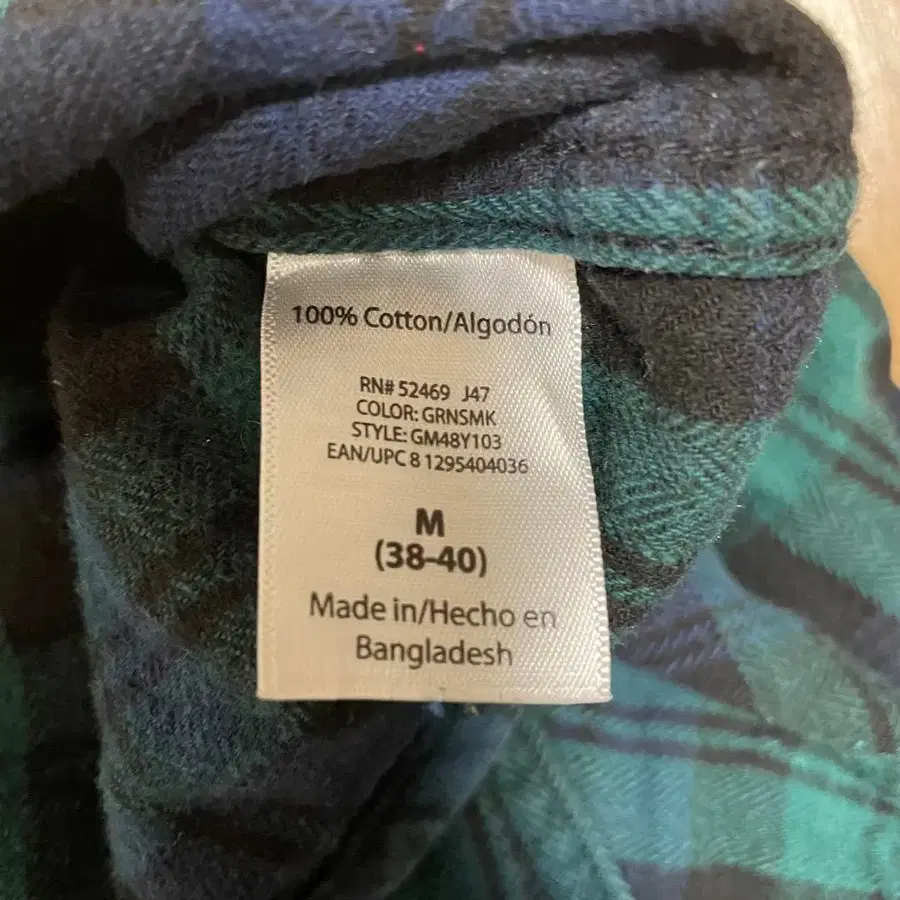 100% Cotton/Algodón
RN# 52469 J47
COLOR: GRNSMK
STYLE: GM48Y103
EAN/UPC 8 1295404036
M
(38-40)
Made in/Hecho en
Bangladesh